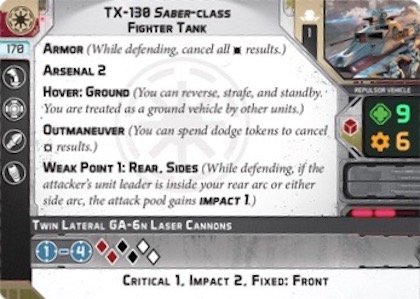 TX-130 SABER-CLASS
FIGHTER TANK
1
170
ARMOR (While defending, cancel all results.)
REPULSOR VEHICLE
ARSENAL 2
HOVER: GROUND (You can reverse, strafe, and standby.
You are treated as a ground vehicle by other units.)
9
OUTMANEUVER (You can spend dodge tokens to cancel
results.)
6
WEAK POINT 1: REAR, SIDES (While defending, if the
attacker's unit leader is inside your rear arc or either
side arc, the attack pool gains IMPACT 1.)
TWIN LATERAL GA-6N LASER CANNONS
1-4
CRITICAL 1, IMPACT 2, FIXED: FRONT